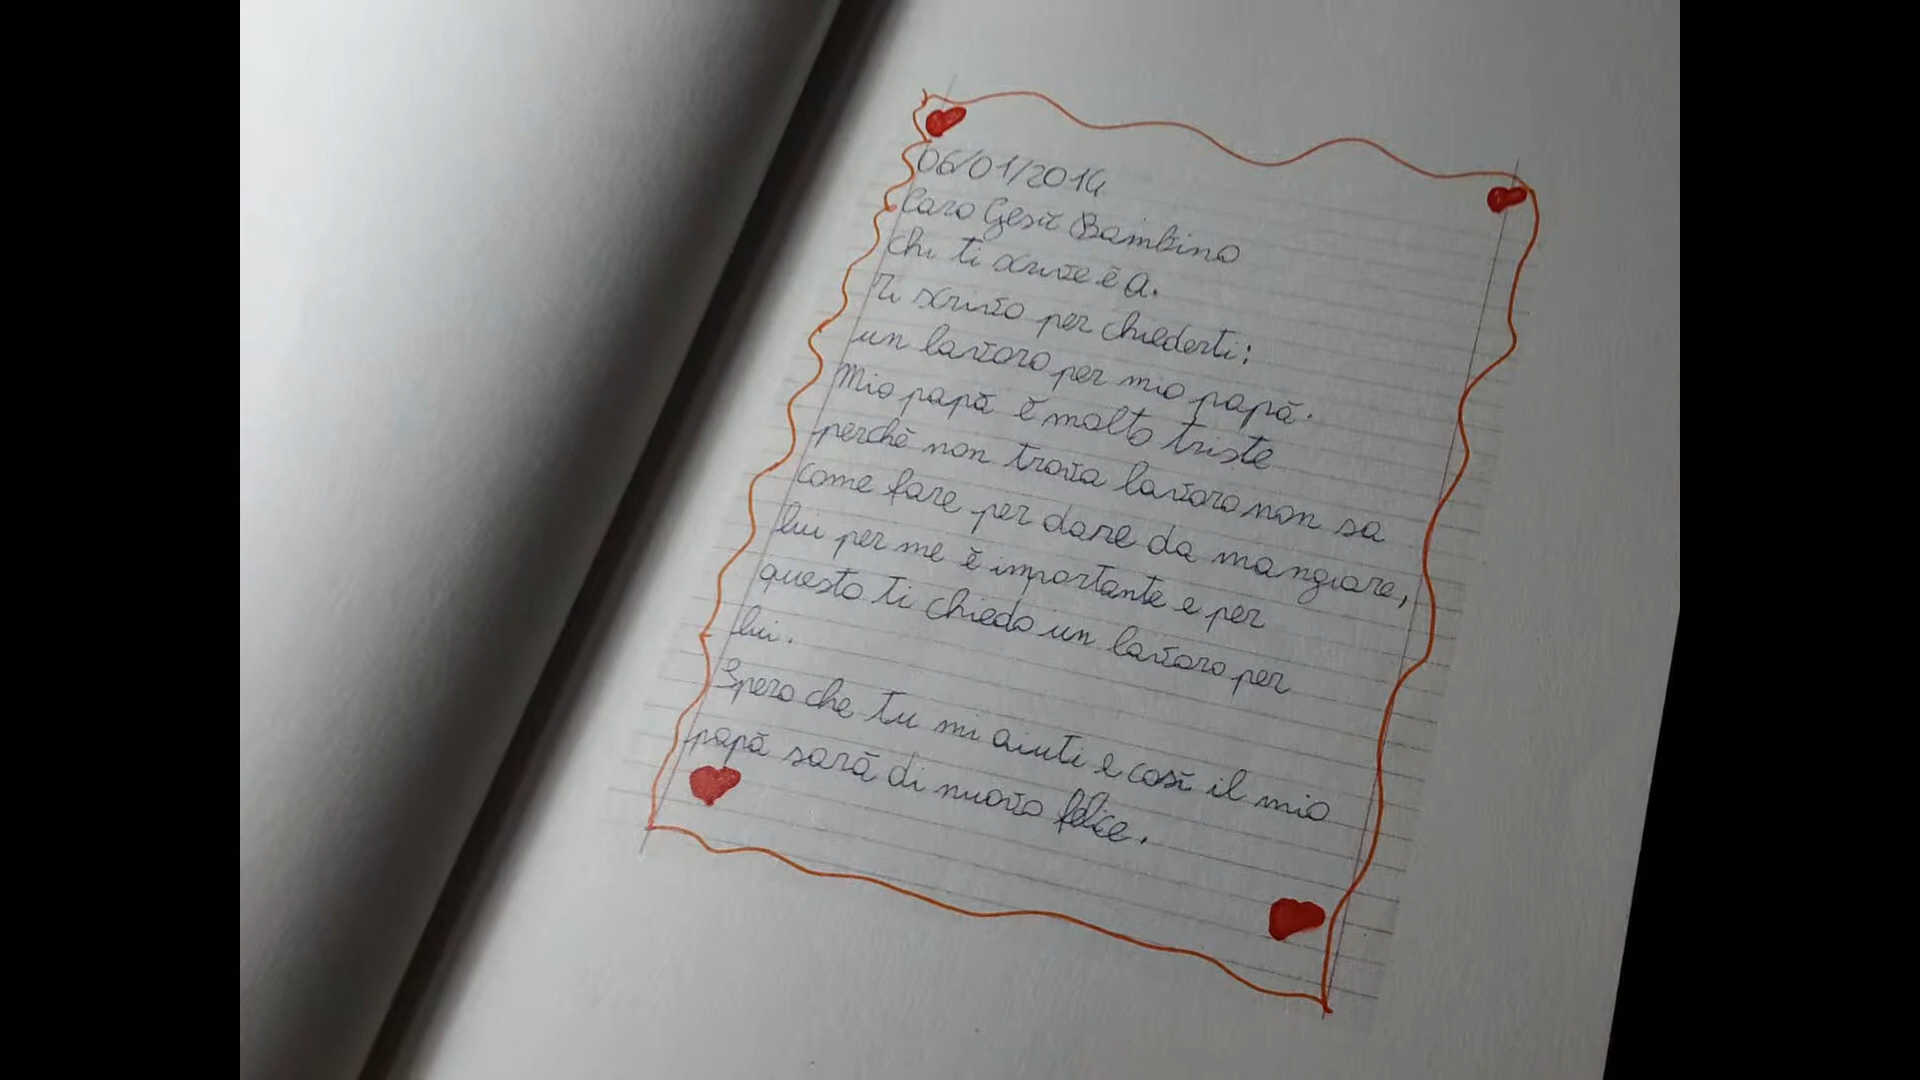 06/01/2014
Caro Gesù Bambino
chi ti scrive è A.
Ti scrivo per chiederti:
un lavoro per mio papà.
Mio papà è molto triste
perchè non trova lavoro non sa
come fare per dare da mangiare,
lui per me è importante e per
questo ti chiedo un lavoro per
lui.
Spero che tu mi aiuti e così il mio
papà sarà di nuovo felice.